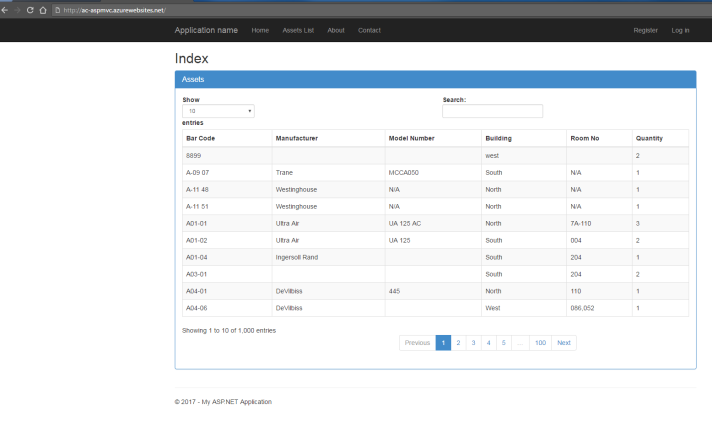 http://ac-aspmvc.azurewebsites.net/
Application name Home Assets List About Contact Register Log in
Index
Assets
Show Search:
10
entries
Bar Code Manufacturer Model Number Building Room No Quantity
8899 west 2
A-09 07 Trane MCCA050 South N/A 1
A-11 48 Westinghouse N/A North N/A 1
A-11 51 Westinghouse N/A North N/A 1
A01-01 Ultra Air UA 125 AC North 7A-110 3
A01-02 Ultra Air UA 125 South 004 2
A01-04 Ingersoll Rand South 204 1
A03-01 South 204 2
A04-01 DeVilbiss 445 North 110 1
A04-06 DeVilbiss West 086,052 1
Showing 1 to 10 of 1,000 entries
Previous 1 2 3 4 5 ... 100 Next
© 2017 - My ASP.NET Application